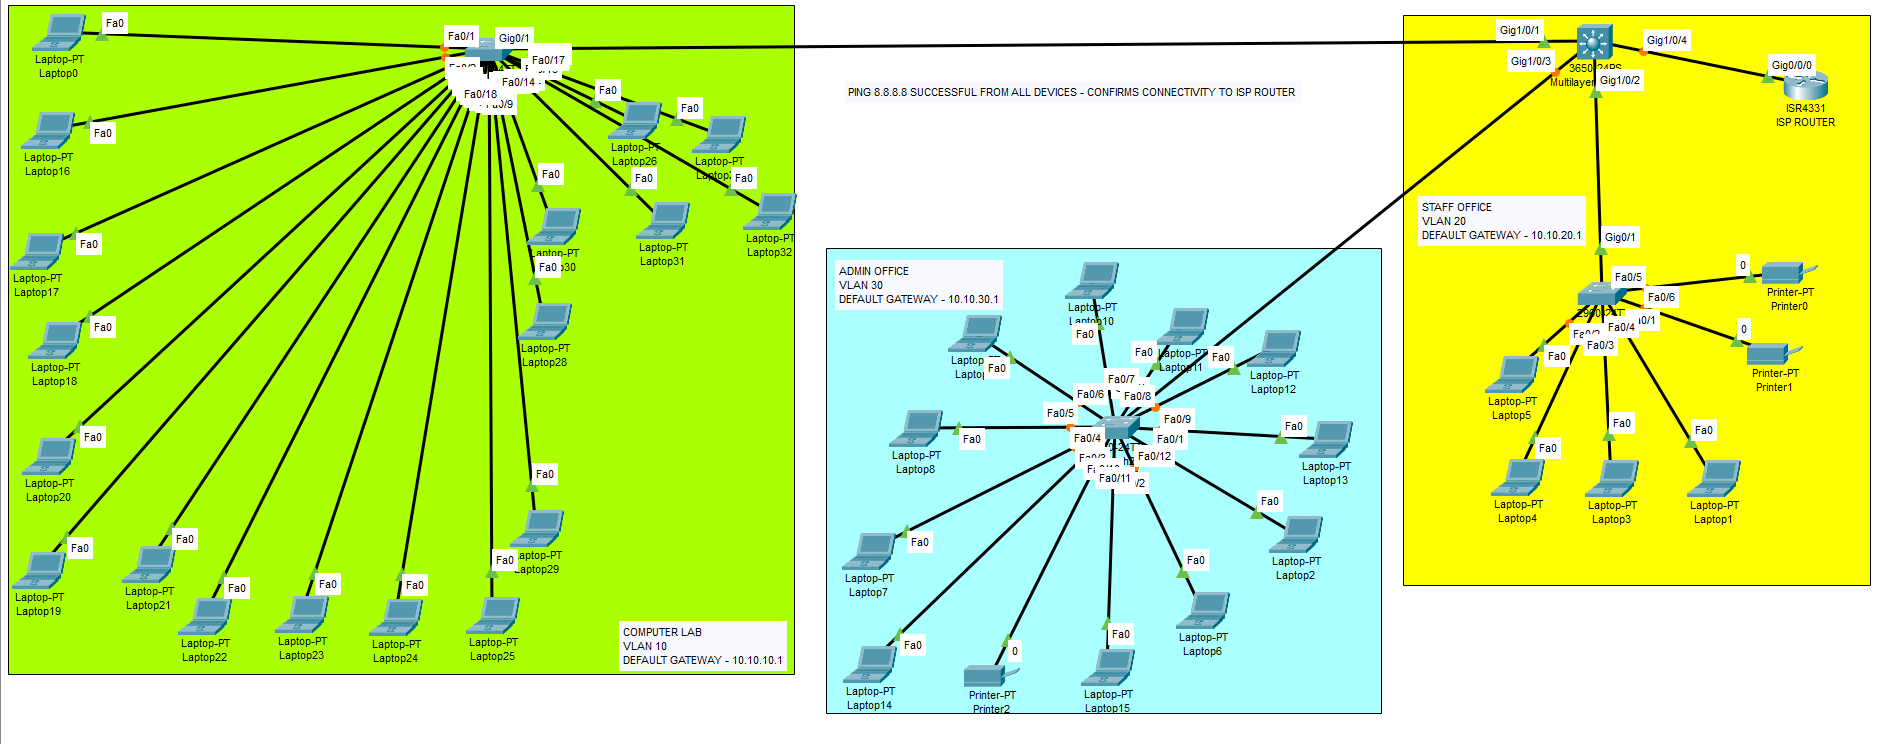 Fa0
Laptop-PT
Laptop0
Fa0/1
Gig0/1
Fa0/17
Fa0/14
Fa0/18
Fa0
Laptop-PT
Laptop16
Fa0
Laptop-PT
Laptop26
Fa0
Laptop-PT
Fa0
Laptop-PT
Laptop32
Fa0
Laptop-PT
Laptop31
Fa0
Laptop-PT
Fa0
Laptop-PT
Laptop28
Fa0
Laptop-PT
Laptop17
Fa0
Laptop-PT
Laptop18
Fa0
Laptop-PT
Laptop20
Fa0
Laptop-PT
Laptop19
Fa0
Laptop-PT
Laptop21
Fa0
Laptop-PT
Laptop22
Fa0
Laptop-PT
Laptop23
Fa0
Laptop-PT
Laptop24
Fa0
Laptop-PT
Laptop25
Fa0
Laptop29
COMPUTER LAB
VLAN 10
DEFAULT GATEWAY - 10.10.10.1
PING 8.8.8.8 SUCCESSFUL FROM ALL DEVICES - CONFIRMS CONNECTIVITY TO ISP ROUTER
ADMIN OFFICE
VLAN 30
DEFAULT GATEWAY - 10.10.30.1
Laptop-PT
Laptop10
Fa0
Fa0
Fa0
Laptop-PT
Laptop11
Fa0
Laptop-PT
Laptop12
Fa0/7
Fa0/6
Fa0/8
Fa0/5
Fa0/9
Fa0/4
Fa0/1
Fa0/12
Fa0/11
Fa0
Laptop-PT
Laptop8
Fa0
Laptop-PT
Laptop13
Fa0
Laptop-PT
Laptop7
Fa0
Laptop-PT
Laptop2
Fa0
Laptop-PT
Laptop6
Fa0
Laptop-PT
Laptop14
0
Printer-PT
Printer2
Fa0
Laptop-PT
Laptop15
Gig1/0/1
Gig1/0/4
Gig1/0/3
Gig1/0/2
3650-24PS
Gig0/0/0
ISR4331
ISP ROUTER
STAFF OFFICE
VLAN 20
DEFAULT GATEWAY - 10.10.20.1
Gig0/1
Fa0/5
Fa0/6
Fa0/4
Fa0/3
0
Printer-PT
Printer0
0
Printer-PT
Printer1
Fa0
Laptop-PT
Laptop5
Fa0
Laptop-PT
Laptop4
Fa0
Laptop-PT
Laptop3
Fa0
Laptop-PT
Laptop1